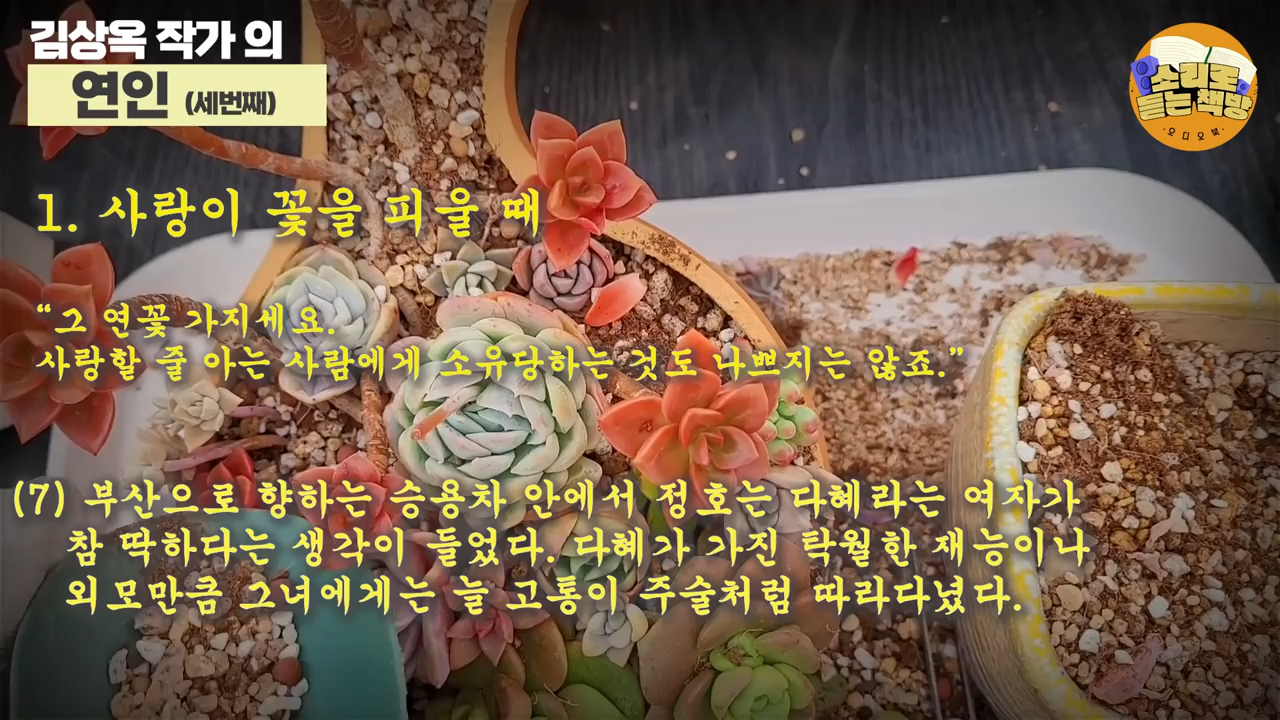 김상옥 작가 의
연인 (세번째)
소리로
듣는 책방
·오디오북·
1. 사랑이 꽃을 피울 때
“그 연꽃 가지세요.
사랑할 줄 아는 사람에게 소유당하는 것도 나쁘지는 않죠.”
(7) 부산으로 향하는 승용차 안에서 정호는 다혜라는 여자가
참 딱하다는 생각이 들었다. 다혜가 가진 탁월한 재능이나
외모만큼 그녀에게는 늘 고통이 주술처럼 따라다녔다.